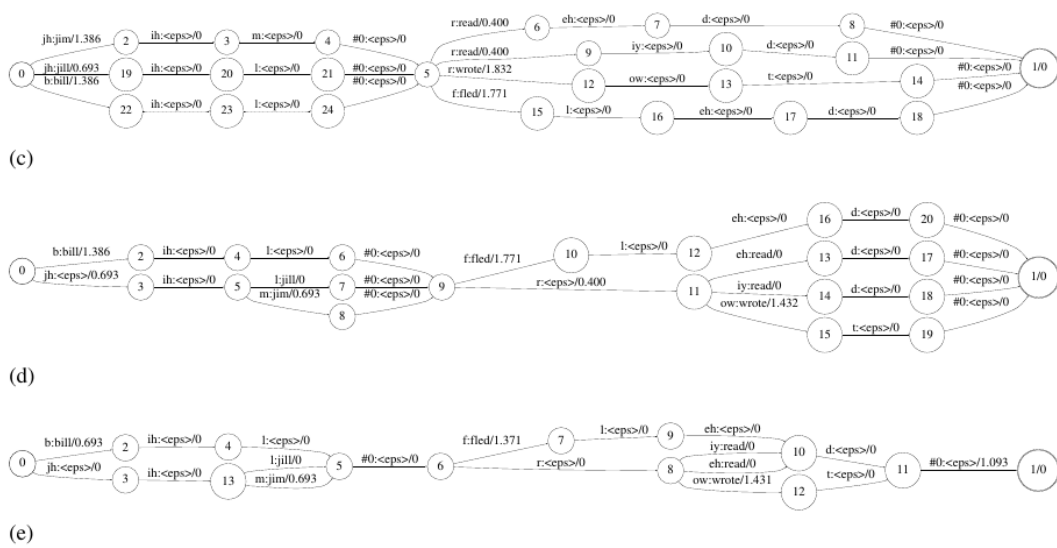 r:read/0.400 eh:<eps>/0 d:<eps>/0
6 7 8
jh:jim/1.386 ih:<eps>/0 m:<eps>/0 #0:<eps>/0 #0:<eps>/0
2 3 4
r:read/0.400 iy:<eps>/0 d:<eps>/0 #0:<eps>/0
9 10 11
0 jh:jill/0.693 19 ih:<eps>/0 20 l:<eps>/0 21 #0:<eps>/0 5 r:wrote/1.832 1/0
b:bill/1.386 #0:<eps>/0 12 ow:<eps>/0 13 t:<eps>/0 14 #0:<eps>/0
f:fled/1.771 #0:<eps>/0
22 ih:<eps>/0 23 l:<eps>/0 24
15 l:<eps>/0 16 eh:<eps>/0 17 d:<eps>/0 18
(c)
eh:<eps>/0 16 d:<eps>/0 20 #0:<eps>/0
b:bill/1.386 2 ih:<eps>/0 4 l:<eps>/0 6 #0:<eps>/0 f:fled/1.771 10 l:<eps>/0 12
eh:read/0 13 d:<eps>/0 17 #0:<eps>/0
0 jh:<eps>/0.693 3 ih:<eps>/0 5 l:jill/0 7 #0:<eps>/0 9 r:<eps>/0.400 11 1/0
iy:read/0 14 d:<eps>/0 18 #0:<eps>/0
m:jim/0.693 8 #0:<eps>/0
ow:wrote/1.432 15 t:<eps>/0 19 #0:<eps>/0
(d)
b:bill/0.693 2 ih:<eps>/0 4 l:<eps>/0 f:fled/1.371 7 l:<eps>/0 9 eh:<eps>/0
iy:read/0 10 d:<eps>/0
0 jh:<eps>/0 3 ih:<eps>/0 13 l:jill/0 5 #0:<eps>/0 6 r:<eps>/0 8 eh:read/0 11 #0:<eps>/1.093 1/0
m:jim/0.693 ow:wrote/1.431 12 t:<eps>/0
(e)